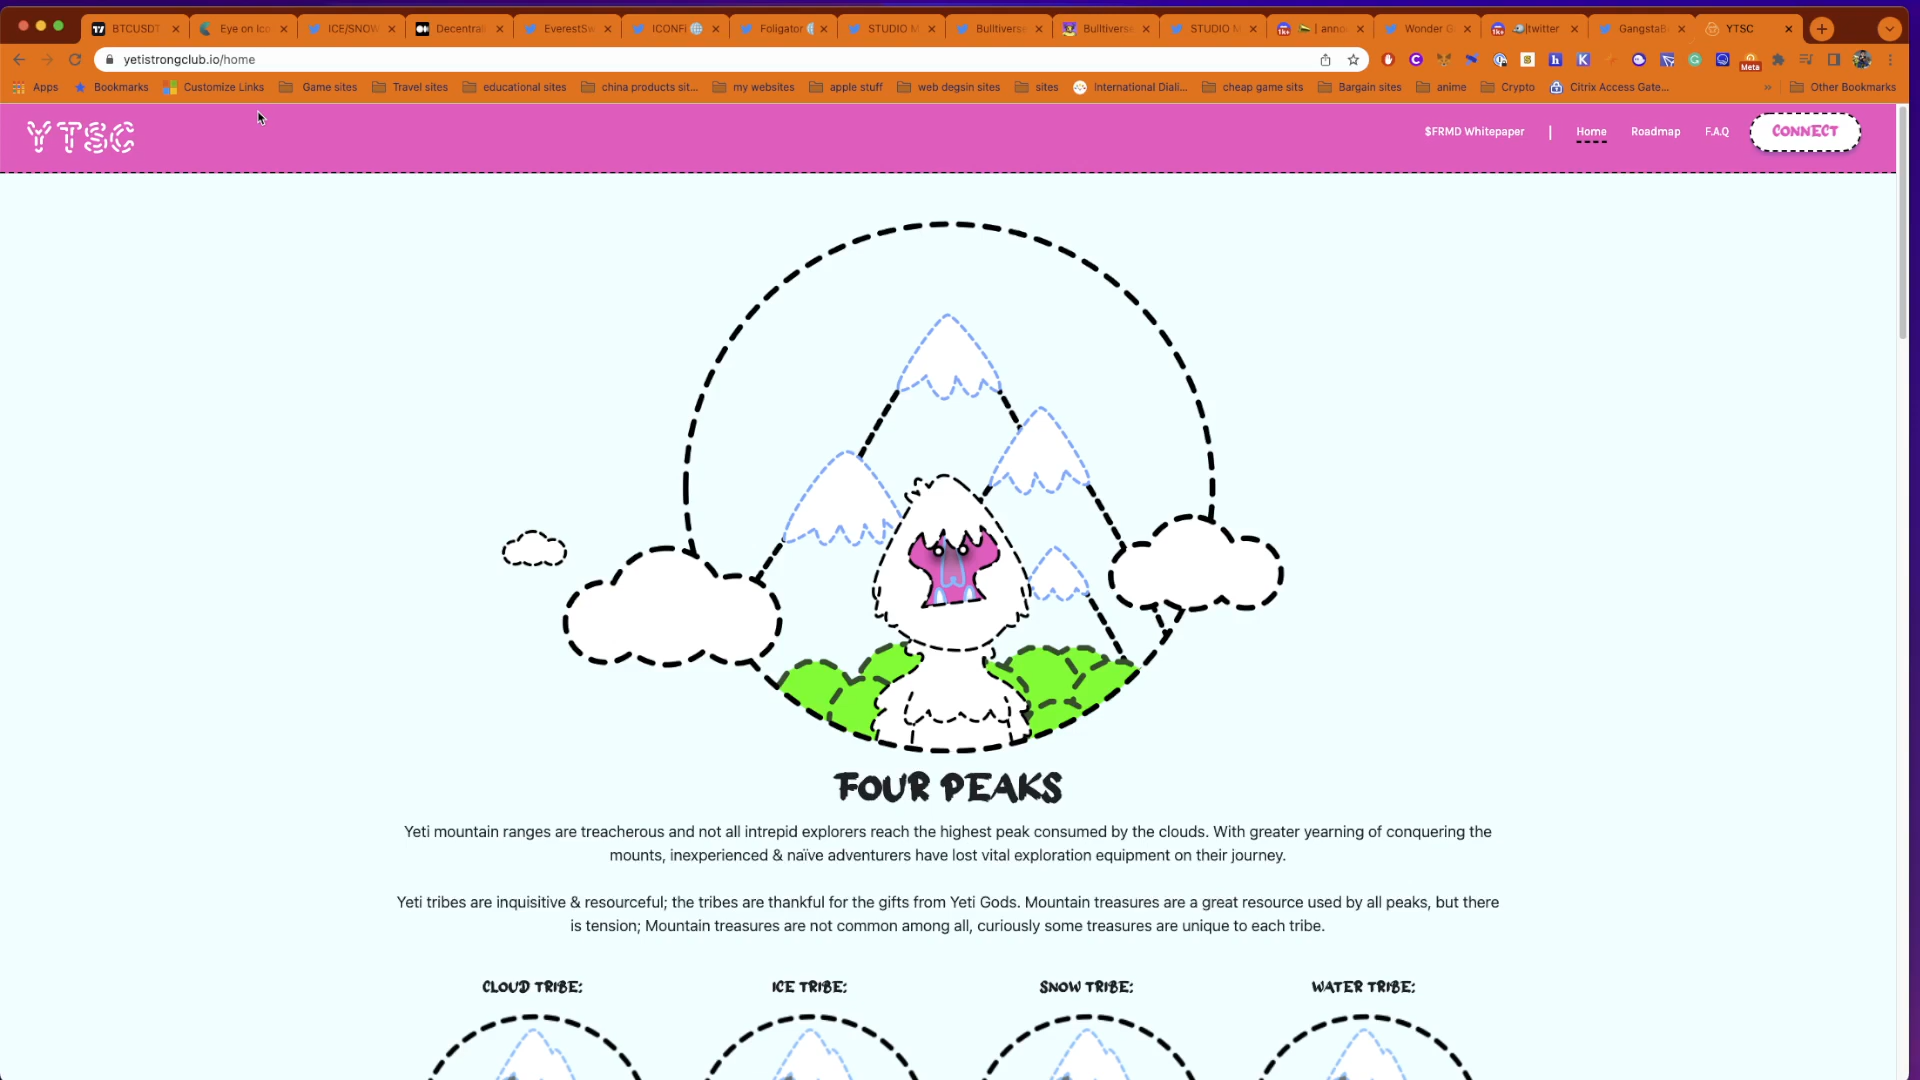 BTCUSDT
Eye on Ico
ICE/SNOW
Decentrali
EverestSw
ICONFi
Foligator
STUDIO M
Bulltiverse
Bulltiverse
STUDIO M
| anno
Wonder G
|twitter
GangstaB
YTSC
yetistrongclub.io/home
Meta
Apps
Bookmarks
Customize Links
Game sites
Travel sites
educational sites
china products sit...
my websites
apple stuff
web degsin sites
sites
International Diali...
cheap game sits
Bargain sites
anime
Crypto
Citrix Access Gate...
»
Other Bookmarks
YTSC
$FRMD Whitepaper
|
Home
Roadmap
F.A.Q
CONNECT
FOUR PEAKS
Yeti mountain ranges are treacherous and not all intrepid explorers reach the highest peak consumed by the clouds. With greater yearning of conquering the
mounts, inexperienced & naïve adventurers have lost vital exploration equipment on their journey.
Yeti tribes are inquisitive & resourceful; the tribes are thankful for the gifts from Yeti Gods. Mountain treasures are a great resource used by all peaks, but there
is tension; Mountain treasures are not common among all, curiously some treasures are unique to each tribe.
CLOUD TRIBE:
ICE TRIBE:
SNOW TRIBE:
WATER TRIBE: